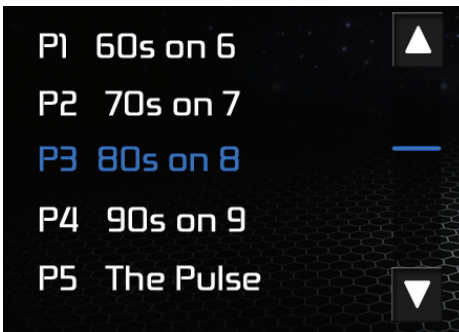 P1 60s on 6
P2 70s on 7
P3 80s on 8
P4 90s on 9
P5 The Pulse